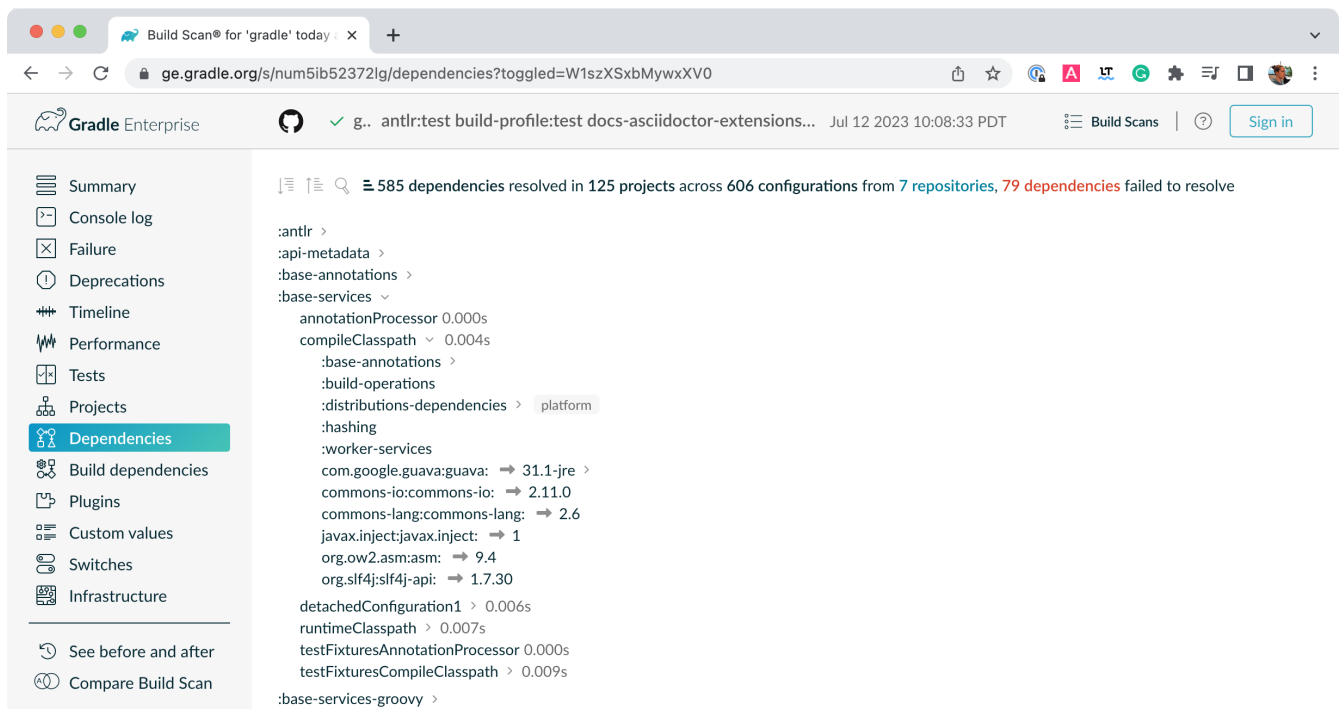 Build Scan® for 'gradle' today
ge.gradle.org/s/num5ib52372lg/dependencies?toggled=W1szXSxbMywxXV0
Gradle Enterprise
g.. antlr:test build-profile:test docs-asciidoctor-extensions... Jul 12 2023 10:08:33 PDT
Build Scans
Sign in
Summary
Console log
Failure
Deprecations
Timeline
Performance
Tests
Projects
Dependencies
Build dependencies
Plugins
Custom values
Switches
Infrastructure
See before and after
Compare Build Scan
585 dependencies resolved in 125 projects across 606 configurations from 7 repositories, 79 dependencies failed to resolve
:antlr
:api-metadata
:base-annotations
:base-services
annotationProcessor 0.000s
compileClasspath 0.004s
:base-annotations
:build-operations
:distributions-dependencies platform
:hashing
:worker-services
com.google.guava:guava: → 31.1-jre
commons-io:commons-io: → 2.11.0
commons-lang:commons-lang: → 2.6
javax.inject:javax.inject: → 1
org.ow2.asm:asm: → 9.4
org.slf4j:slf4j-api: → 1.7.30
detachedConfiguration1 0.006s
runtimeClasspath 0.007s
testFixturesAnnotationProcessor 0.000s
testFixturesCompileClasspath 0.009s
:base-services-groovy